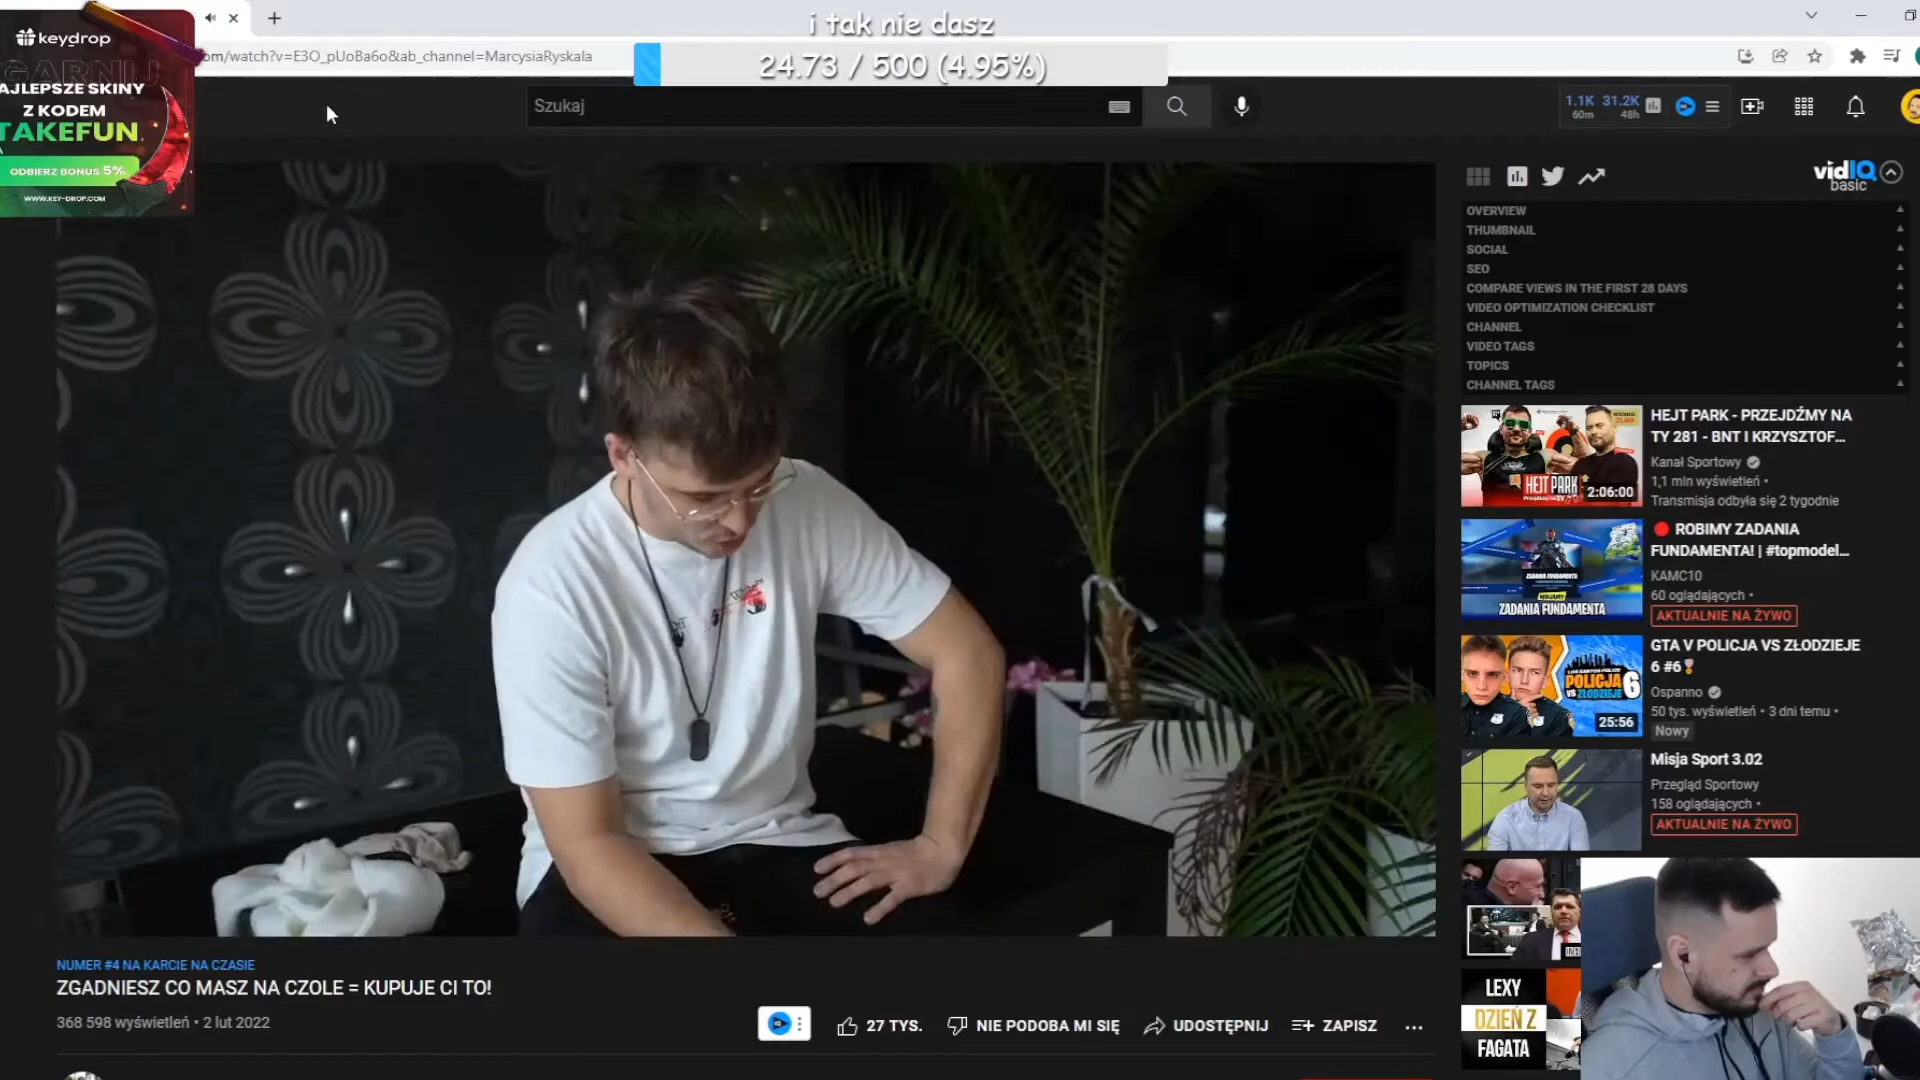 i tak nie dasz
24.73 / 500 (4.95%)
keydrop
GARNIJ
AJLEPSZE SKINY
Z KODEM
TAKEFUN
ODBIERZ BONUS 5%
WWW.KEY-DROP.COM
om/watch?v=E3O_pUoBa6o&ab_channel=MarcysiaRyskala
Szukaj
1.1K 31.2K
60m 48h
vidIQ
basic
OVERVIEW
THUMBNAIL
SOCIAL
SEO
COMPARE VIEWS IN THE FIRST 28 DAYS
VIDEO OPTIMIZATION CHECKLIST
CHANNEL
VIDEO TAGS
TOPICS
CHANNEL TAGS
HEJT PARK
2:06:00
HEJT PARK - PRZEJDŹMY NA
TY 281 - BNT I KRZYSZTOF...
Kanał Sportowy
1,1 mln wyświetleń •
Transmisja odbyła się 2 tygodnie
ZADANIA FUNDAMENTA
🔴 ROBIMY ZADANIA
FUNDAMENTA! | #topmodel...
KAMC10
60 oglądających •
AKTUALNIE NA ŻYWO
POLICJA
VS ZŁODZIEJE
6
25:56
GTA V POLICJA VS ZŁODZIEJE
6 #6🎖
Ospanno
50 tys. wyświetleń • 3 dni temu •
Nowy
Misja Sport 3.02
Przegląd Sportowy
158 oglądających •
AKTUALNIE NA ŻYWO
LEXY
DZIEŃ Z
FAGATA
NUMER #4 NA KARCIE NA CZASIE
ZGADNIESZ CO MASZ NA CZOLE = KUPUJE CI TO!
368 598 wyświetleń • 2 lut 2022
27 TYS.
NIE PODOBA MI SIĘ
UDOSTĘPNIJ
ZAPISZ